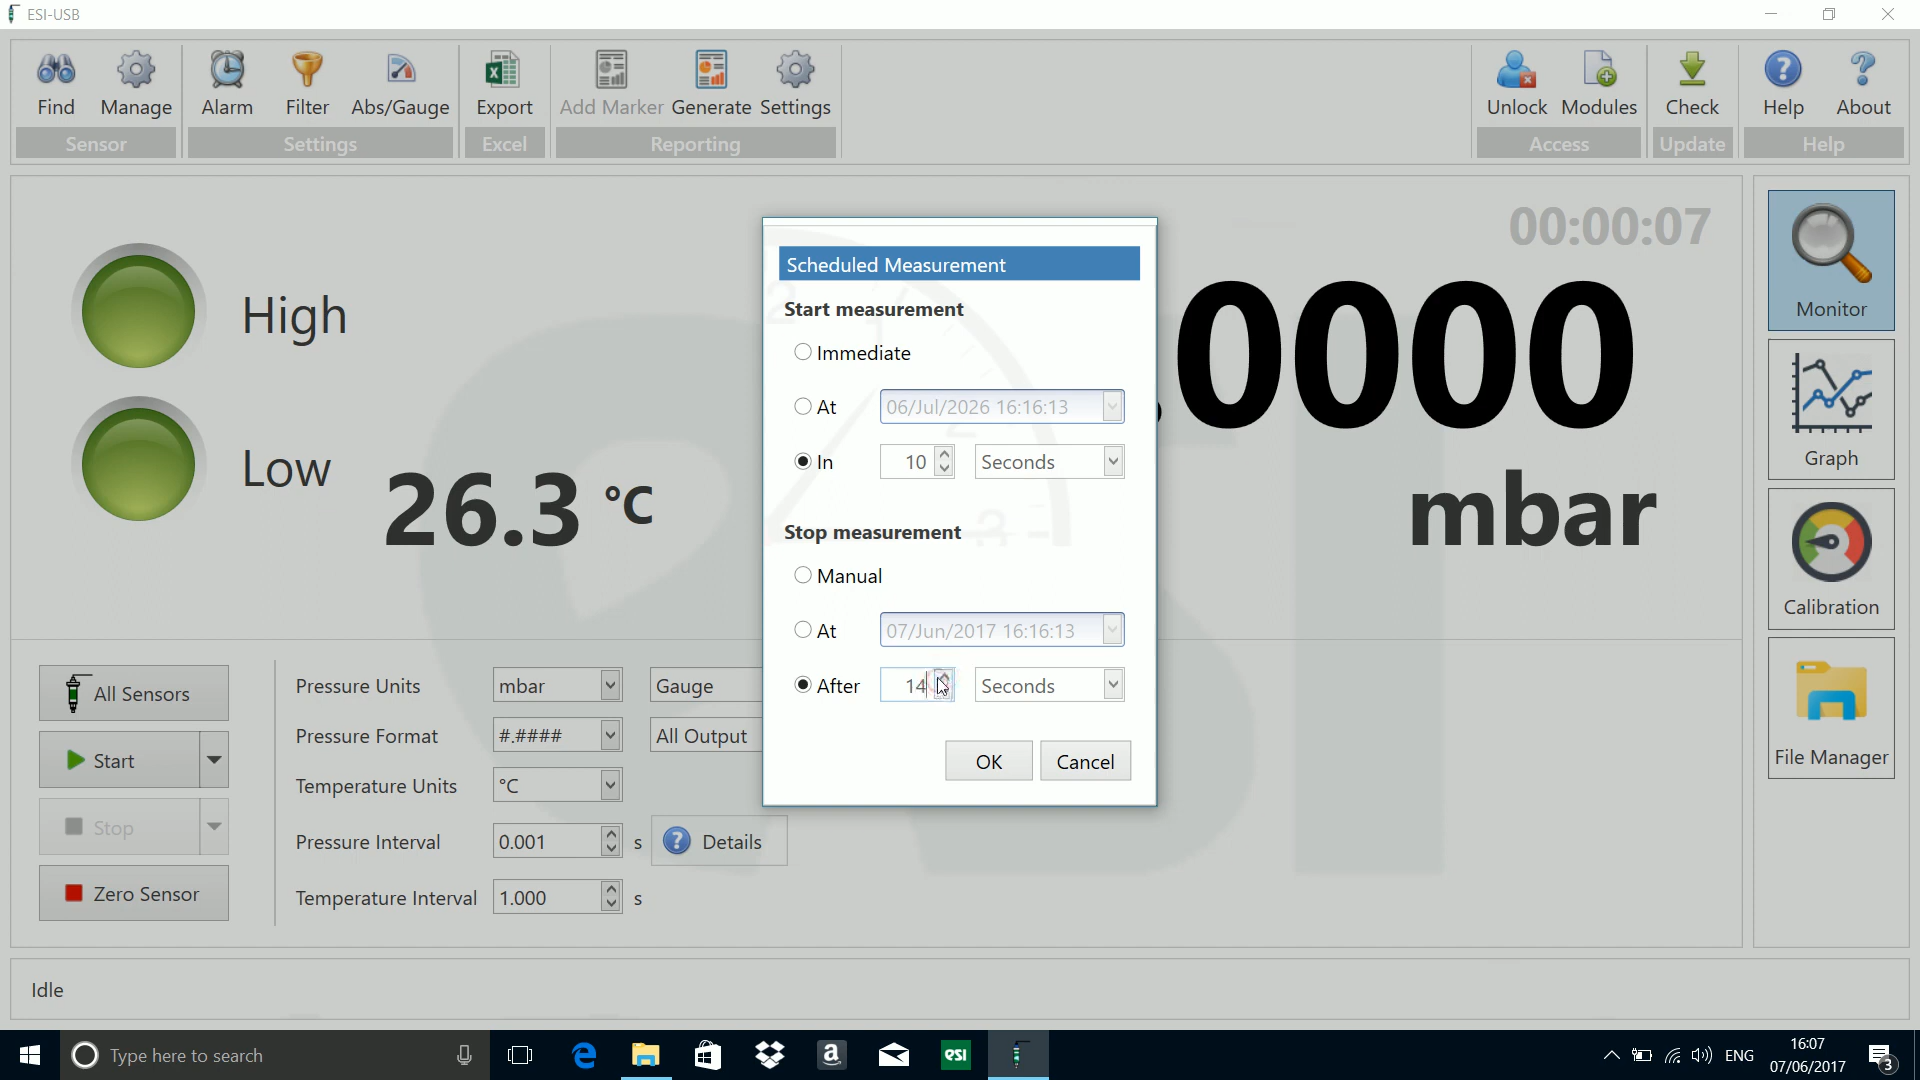 ESI-USB
Find Manage Alarm Filter Abs/Gauge Export Add Marker Generate Settings Unlock Modules Check Help About
Sensor Settings Excel Reporting Access Update Help
00:00:07
High
Low
26.3 °C
0000
mbar
Scheduled Measurement
Start measurement
Immediate
At 06/Jul/2026 16:16:13
In 10 Seconds
Stop measurement
Manual
At 07/Jun/2017 16:16:13
After 14 Seconds
OK Cancel
Monitor
Graph
Calibration
File Manager
All Sensors
Start
Stop
Zero Sensor
Pressure Units mbar Gauge
Pressure Format #.#### All Output
Temperature Units °C
Pressure Interval 0.001 s Details
Temperature Interval 1.000 s
Idle
Type here to search
esi
ENG
16:07
07/06/2017
3